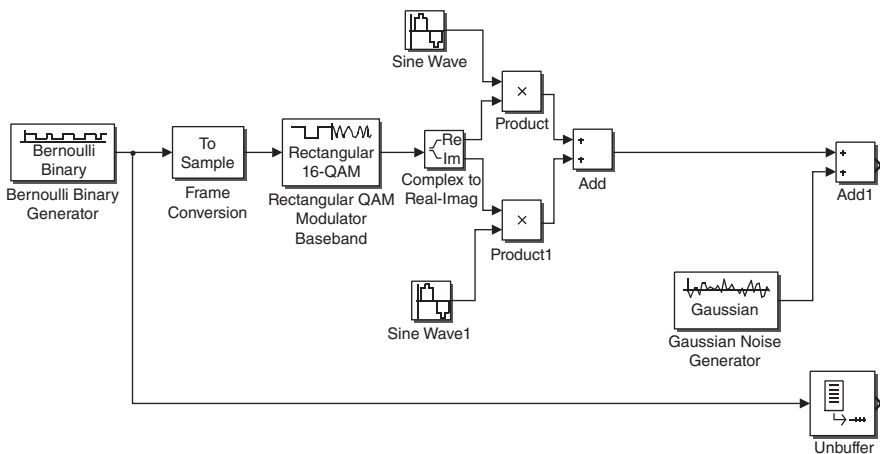 Sine Wave
×
Product
Bernoulli
Binary
Bernoulli Binary
Generator
To
Sample
Frame
Conversion
Rectangular
16-QAM
Rectangular QAM
Modulator
Baseband
Re
Im
Complex to
Real-Imag
×
Product1
+
+
Add
+
+
Add1
Sine Wave1
Gaussian
Gaussian Noise
Generator
Unbuffer